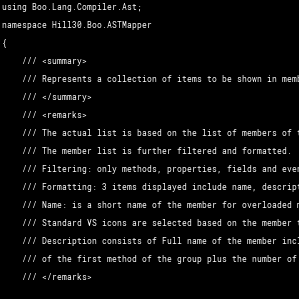 using Boo.Lang.Compiler.Ast;
namespace Hill30.Boo.ASTMapper
{
/// <summary>
/// Represents a collection of items to be shown in
/// </summary>
/// <remarks>
/// The actual list is based on the list of members of
/// The member list is further filtered and formatted.
/// Filtering: only methods, properties, fields and
/// Formatting: 3 items displayed include name,
/// Name: is a short name of the member for overloaded
/// Standard VS icons are selected based on the member
/// Description consists of Full name of the member
/// of the first method of the group plus the number of
/// </remarks>